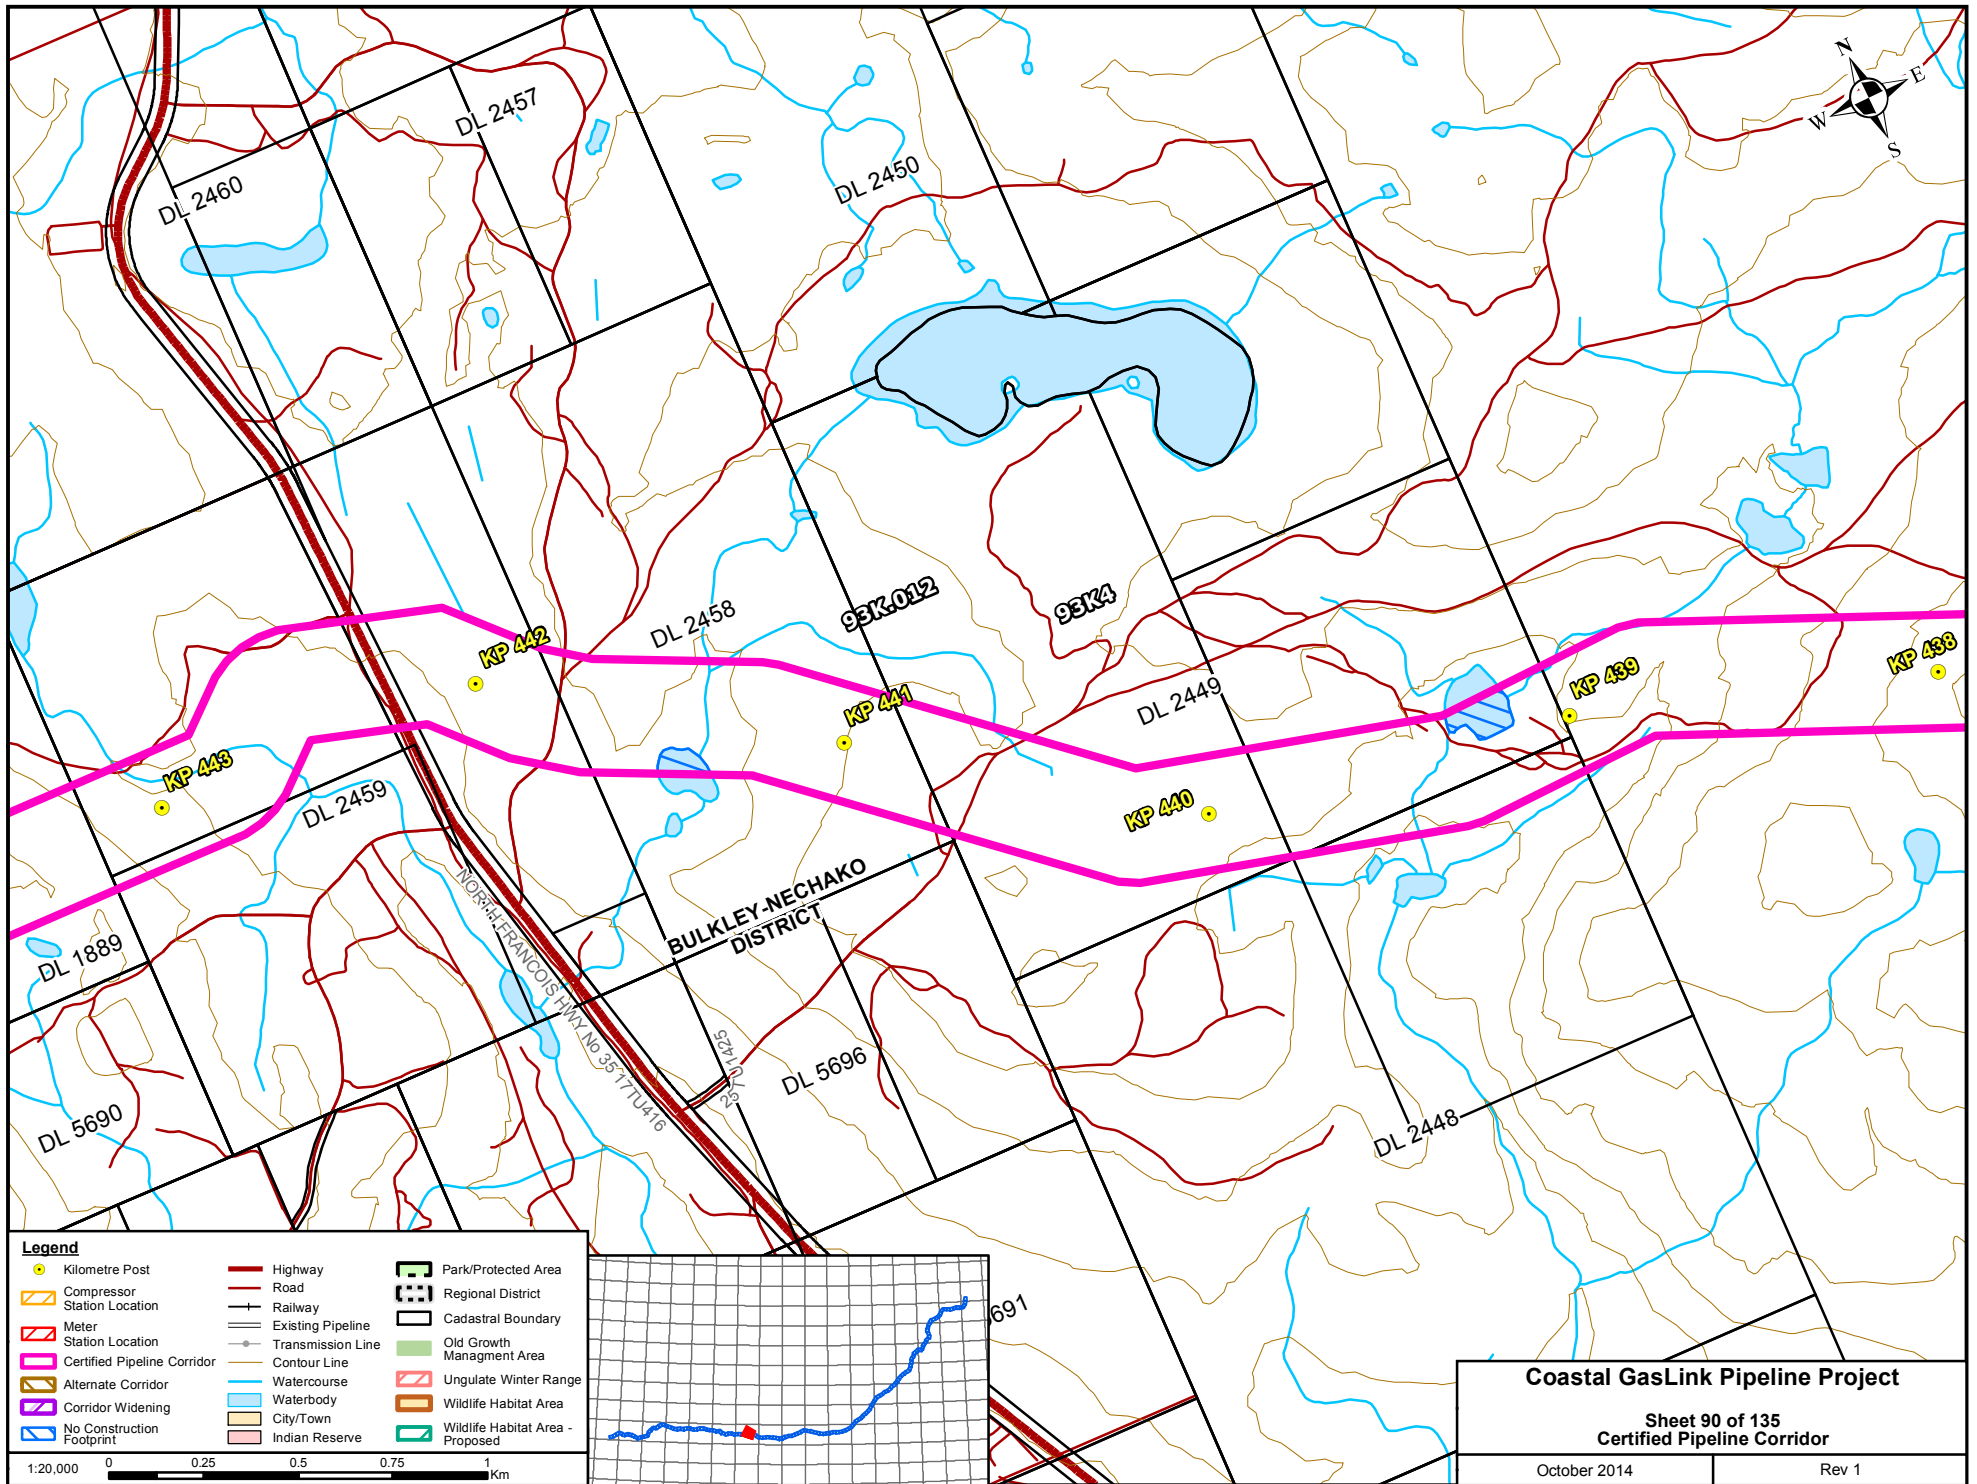 N
E
W
S
DL 2457
DL 2460
DL 2450
93K.012
93K4
DL 2458
KP 442
KP 441
KP 439
KP 438
DL 2449
KP 443
KP 440
DL 2459
BULKLEY-NECHAKO
DISTRICT
NORTH FRANCOIS HWY No 35 17TU416
DL 1889
25YU1425
DL 5696
DL 5690
DL 2448
5691
Legend
Kilometre Post
Compressor
Station Location
Meter
Station Location
Certified Pipeline Corridor
Alternate Corridor
Corridor Widening
No Construction
Footprint
Highway
Road
Railway
Existing Pipeline
Transmission Line
Contour Line
Watercourse
Waterbody
City/Town
Indian Reserve
Park/Protected Area
Regional District
Cadastral Boundary
Old Growth
Managment Area
Ungulate Winter Range
Wildlife Habitat Area
Wildlife Habitat Area -
Proposed
1:20,000
0 0.25 0.5 0.75 1
Km
Coastal GasLink Pipeline Project
Sheet 90 of 135
Certified Pipeline Corridor
October 2014
Rev 1